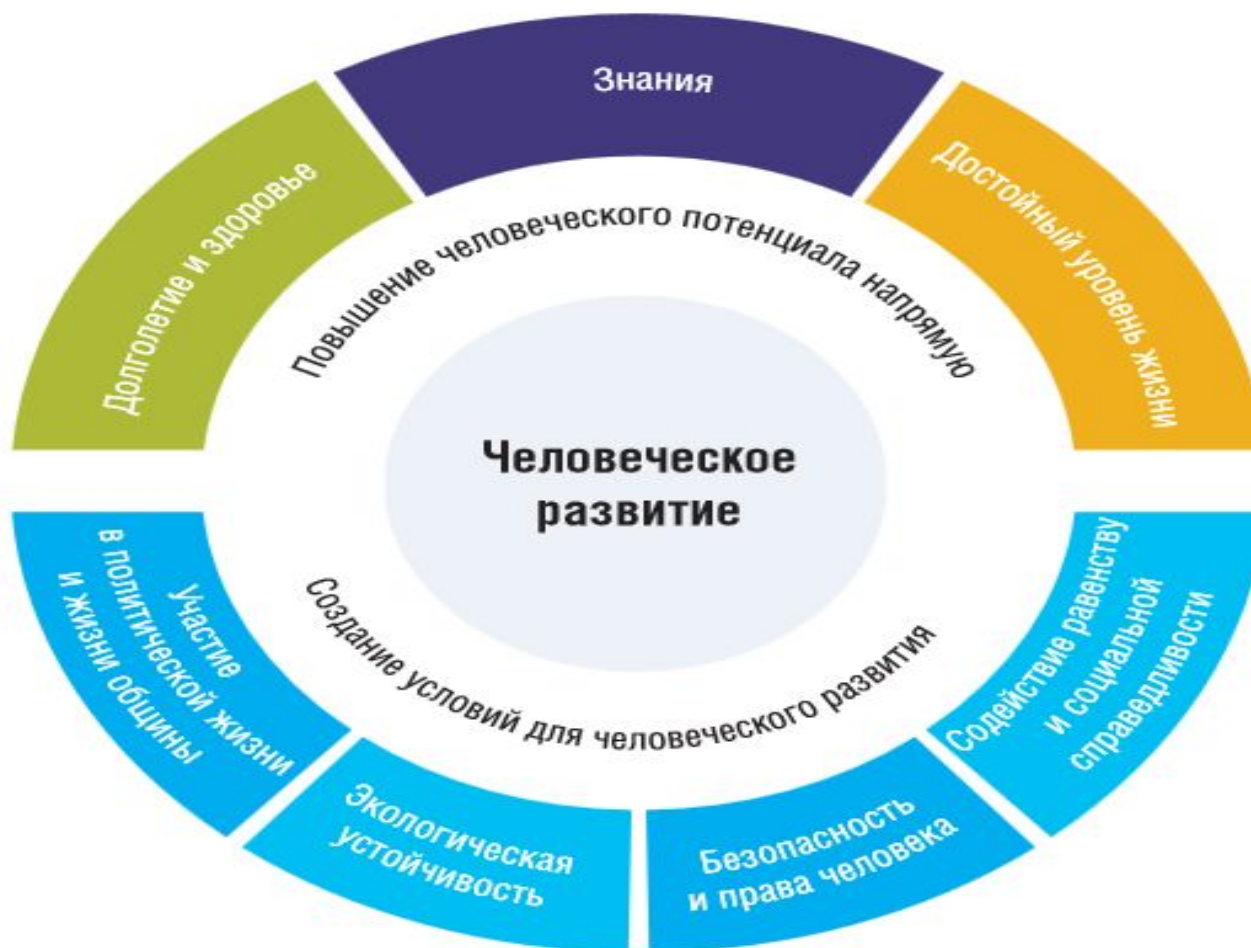 Знания
Долголетие и здоровье
Достойный уровень жизни
Повышение человеческого потенциала напрямую
Человеческое
развитие
Создание условий для человеческого развития
Участие
в политической жизни
и жизни общины
Экологическая
устойчивость
Безопасность
и права человека
Содействие равенству
и социальной
справедливости